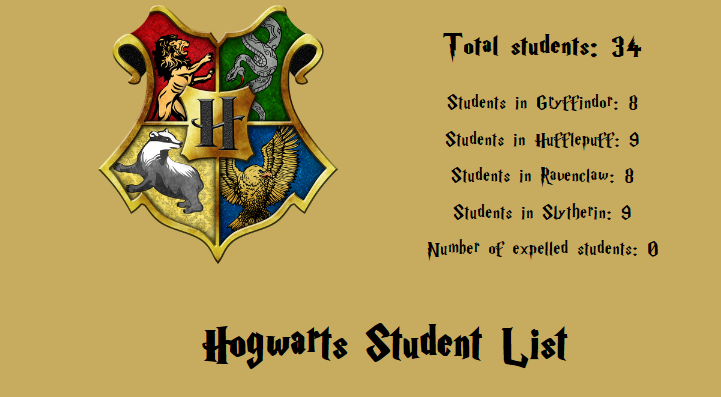 H
Total students: 34
Students in Gryffindor: 8
Students in Hufflepuff: 9
Students in Ravenclaw: 8
Students in Slytherin: 9
Number of expelled students: 0
Hogwarts Student List